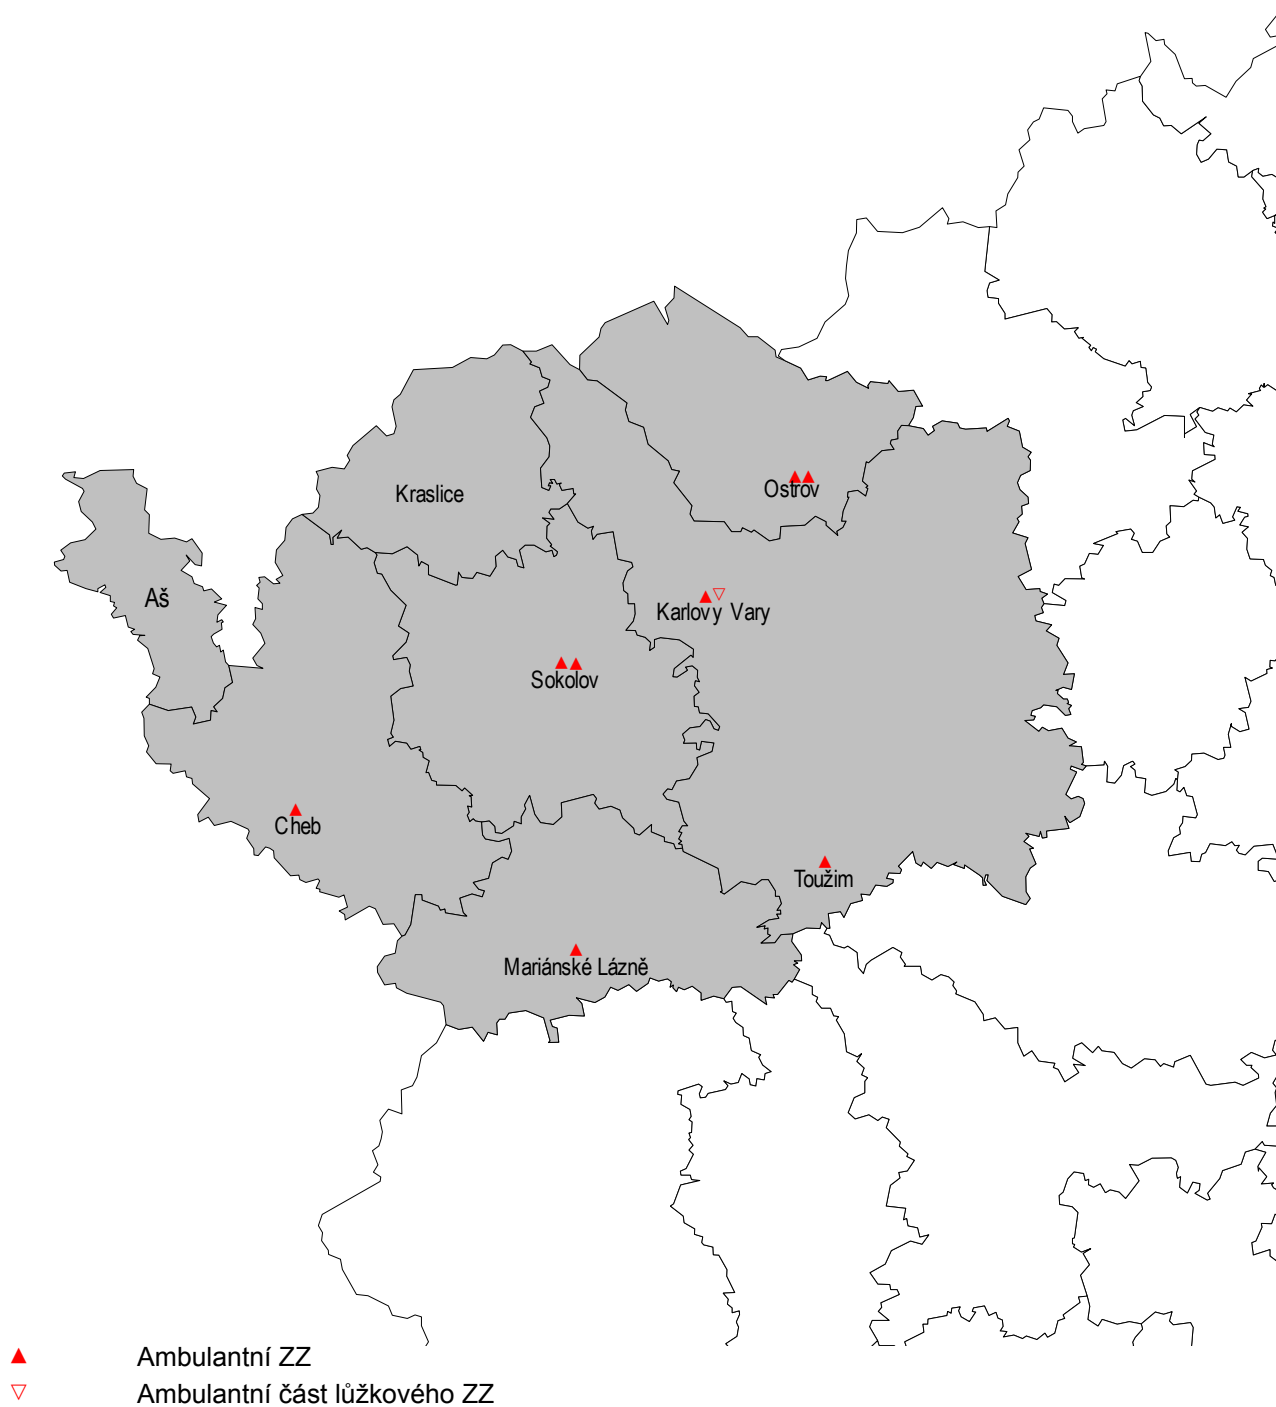 Ostrov
Kraslice
Aš
Karlovy Vary
Sokolov
Cheb
Toužim
Mariánské Lázně
Ambulantní ZZ
Ambulantní část lůžkového ZZ